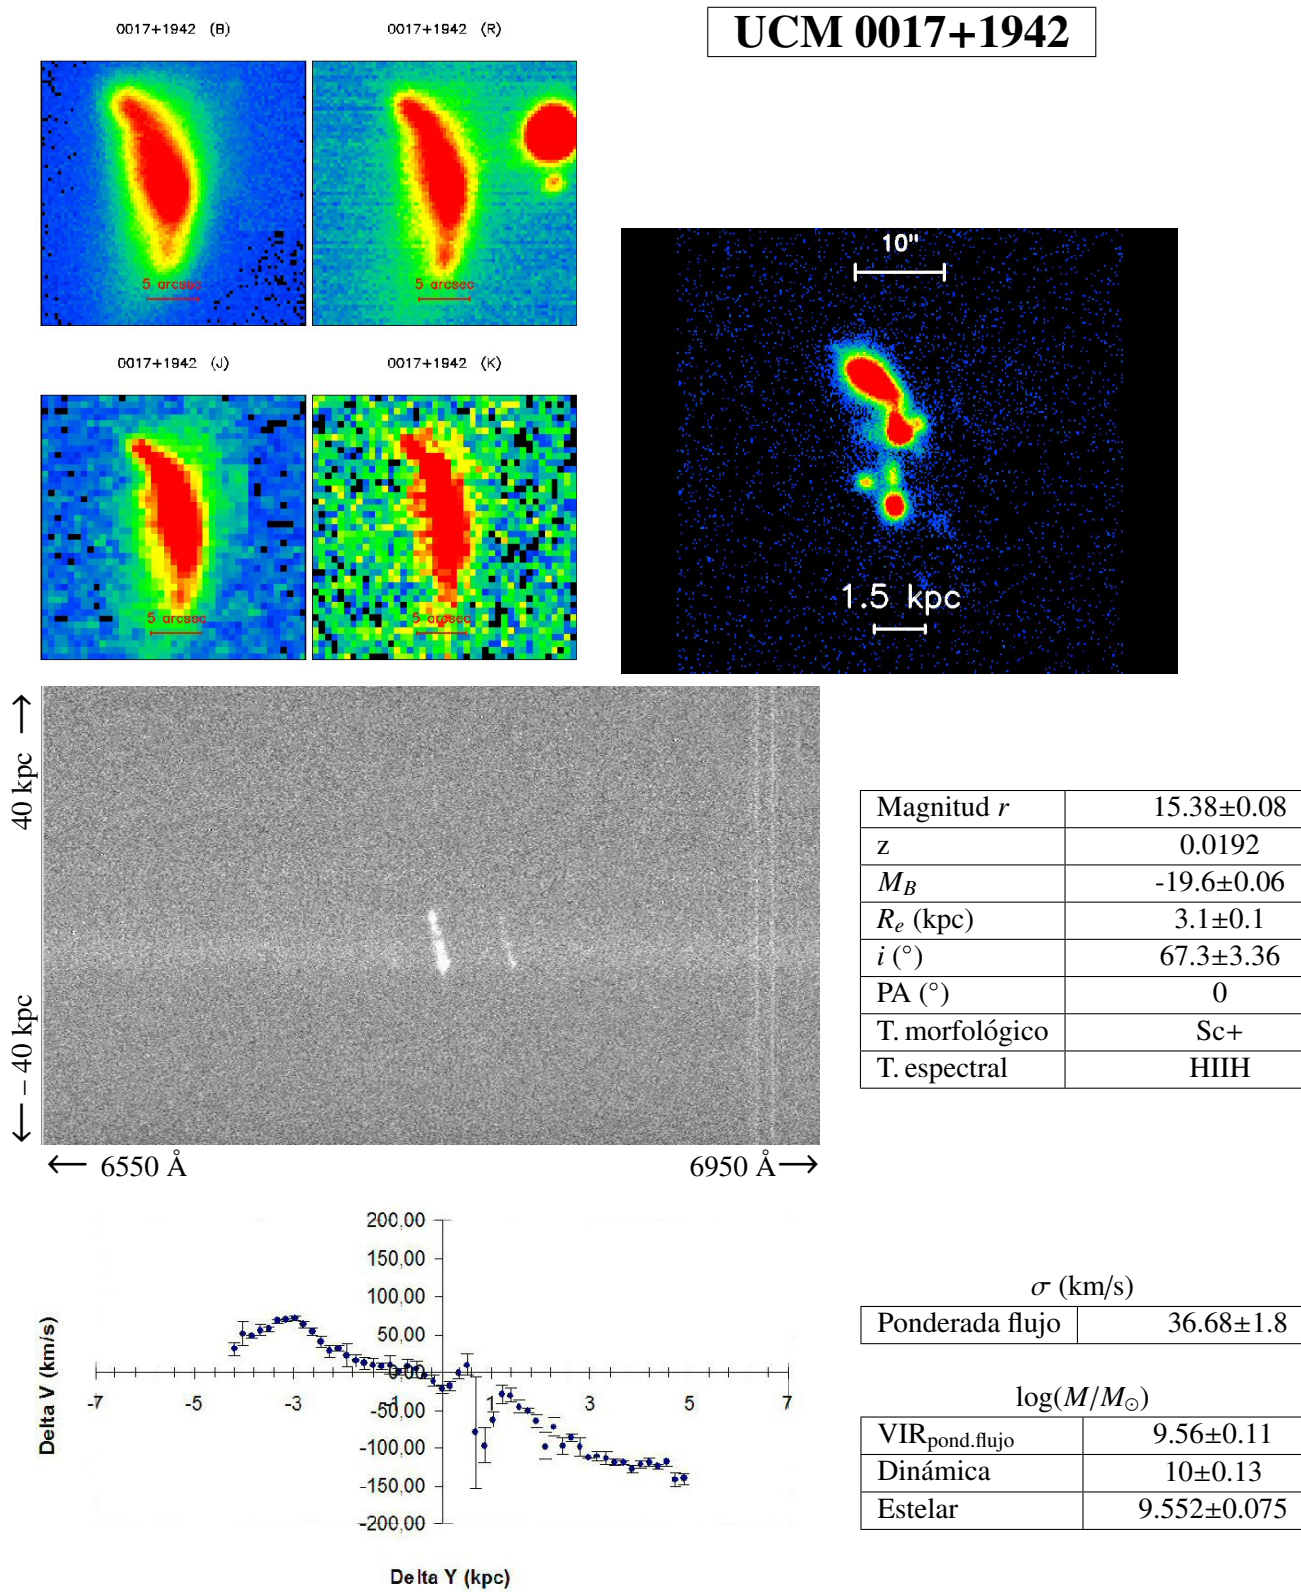 UCM 0017+1942
0017+1942 (B)
0017+1942 (R)
5 arcsec
5 arcsec
0017+1942 (J)
0017+1942 (K)
5 arcsec
5 arcsec
10"
1.5 kpc
40 kpc →
← − 40 kpc
← 6550 Å
6950 Å→
Magnitud r 15.38±0.08
z 0.0192
M_B -19.6±0.06
R_e (kpc) 3.1±0.1
i (°) 67.3±3.36
PA (°) 0
T. morfológico Sc+
T. espectral HIIH
200,00
150,00
100,00
50,00
0,00
-50,00
-100,00
-150,00
-200,00
-7 -5 -3 -1 1 3 5 7
Delta V (km/s)
Delta Y (kpc)
σ (km/s)
Ponderada flujo 36.68±1.8
log(M/M⊙)
VIR pond.flujo 9.56±0.11
Dinámica 10±0.13
Estelar 9.552±0.075